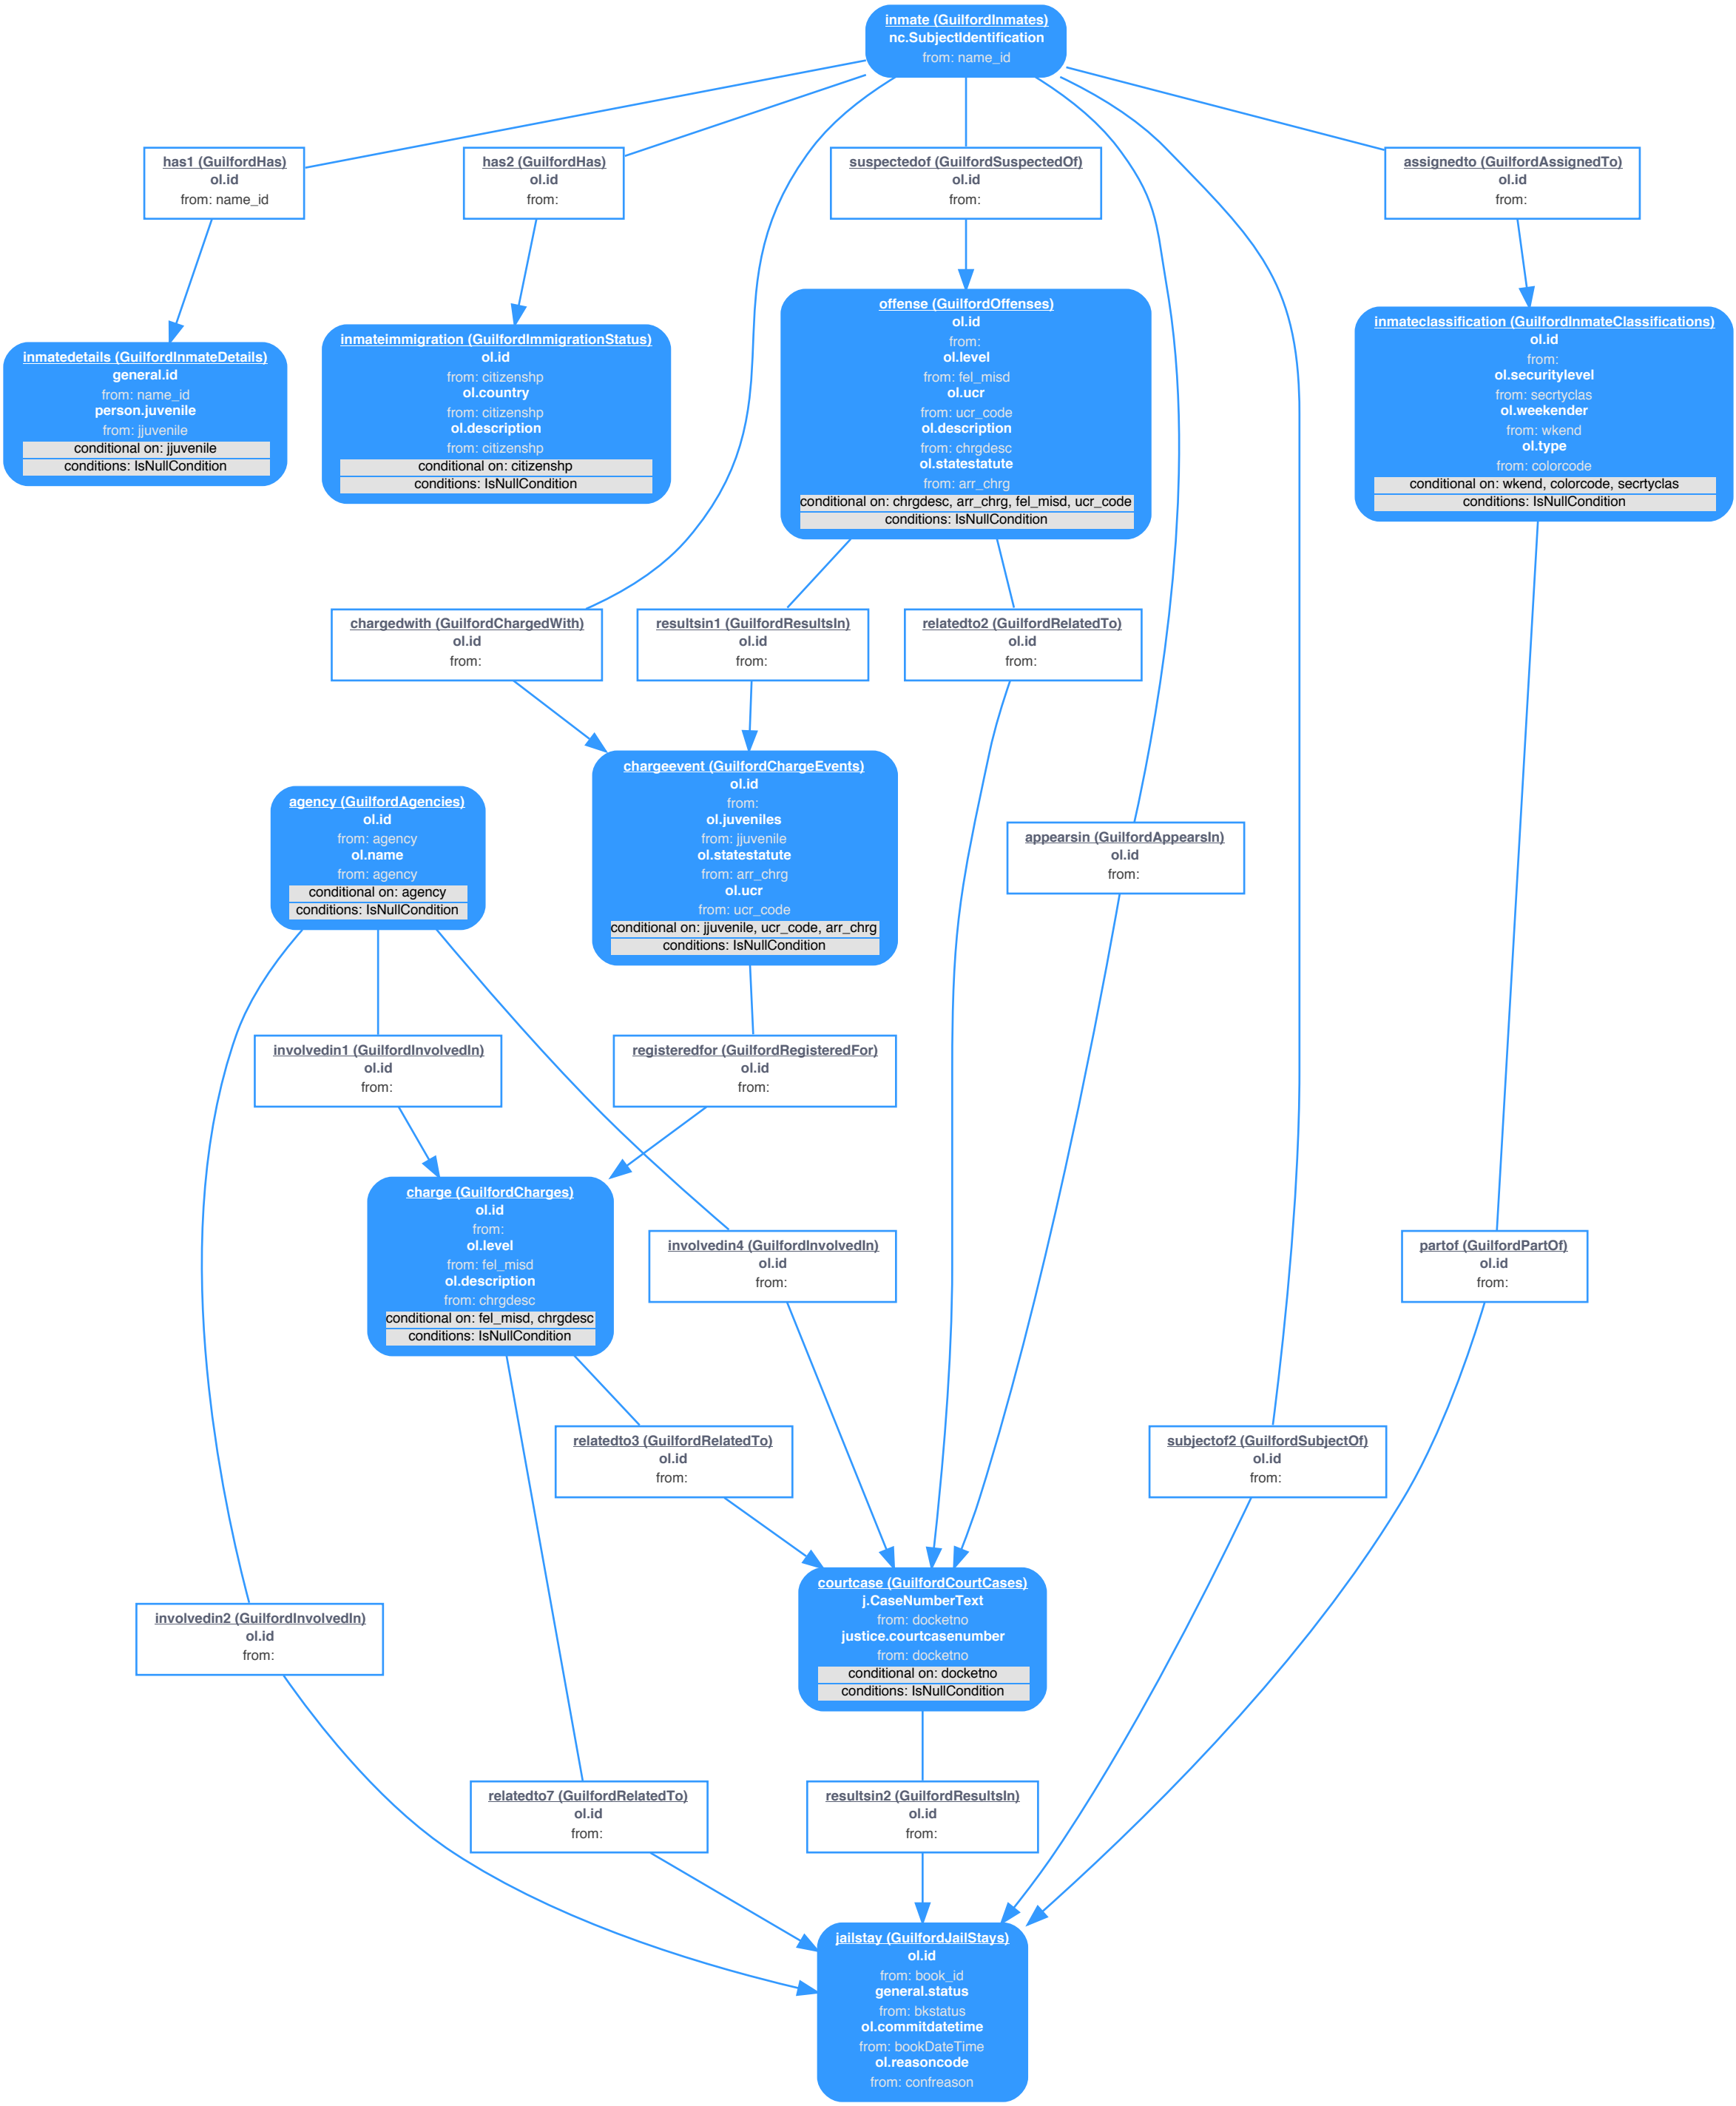 inmate (GuilfordInmates)
nc.SubjectIdentification
from: name_id
has1 (GuilfordHas)
ol.id
from: name_id
has2 (GuilfordHas)
ol.id
from:
suspectedof (GuilfordSuspectedOf)
ol.id
from:
assignedto (GuilfordAssignedTo)
ol.id
from:
inmatedetails (GuilfordInmateDetails)
general.id
from: name_id
person.juvenile
from: jjuvenile
conditional on: jjuvenile
conditions: IsNullCondition
inmateimmigration (GuilfordImmigrationStatus)
ol.id
from: citizenshp
ol.country
from: citizenshp
ol.description
from: citizenshp
conditional on: citizenshp
conditions: IsNullCondition
offense (GuilfordOffenses)
ol.id
from:
ol.level
from: fel_misd
ol.ucr
from: ucr_code
ol.description
from: chrgdesc
ol.statestatute
from: arr_chrg
conditional on: chrgdesc, arr_chrg, fel_misd, ucr_code
conditions: IsNullCondition
inmateclassification (GuilfordInmateClassifications)
ol.id
from:
ol.securitylevel
from: secrtyclas
ol.weekender
from: wkend
ol.type
from: colorcode
conditional on: wkend, colorcode, secrtyclas
conditions: IsNullCondition
chargedwith (GuilfordChargedWith)
ol.id
from:
resultsin1 (GuilfordResultsIn)
ol.id
from:
relatedto2 (GuilfordRelatedTo)
ol.id
from:
chargeevent (GuilfordChargeEvents)
ol.id
from:
ol.juveniles
from: jjuvenile
ol.statestatute
from: arr_chrg
ol.ucr
from: ucr_code
conditional on: jjuvenile, ucr_code, arr_chrg
conditions: IsNullCondition
agency (GuilfordAgencies)
ol.id
from: agency
ol.name
from: agency
conditional on: agency
conditions: IsNullCondition
appearsin (GuilfordAppearsIn)
ol.id
from:
involvedin1 (GuilfordInvolvedIn)
ol.id
from:
registeredfor (GuilfordRegisteredFor)
ol.id
from:
charge (GuilfordCharges)
ol.id
from:
ol.level
from: fel_misd
ol.description
from: chrgdesc
conditional on: fel_misd, chrgdesc
conditions: IsNullCondition
involvedin4 (GuilfordInvolvedIn)
ol.id
from:
partof (GuilfordPartOf)
ol.id
from:
relatedto3 (GuilfordRelatedTo)
ol.id
from:
subjectof2 (GuilfordSubjectOf)
ol.id
from:
courtcase (GuilfordCourtCases)
j.CaseNumberText
from: docketno
justice.courtcasenumber
from: docketno
conditional on: docketno
conditions: IsNullCondition
involvedin2 (GuilfordInvolvedIn)
ol.id
from:
relatedto7 (GuilfordRelatedTo)
ol.id
from:
resultsin2 (GuilfordResultsIn)
ol.id
from:
jailstay (GuilfordJailStays)
ol.id
from: book_id
general.status
from: bkstatus
ol.commitdatetime
from: bookDateTime
ol.reasoncode
from: confreason